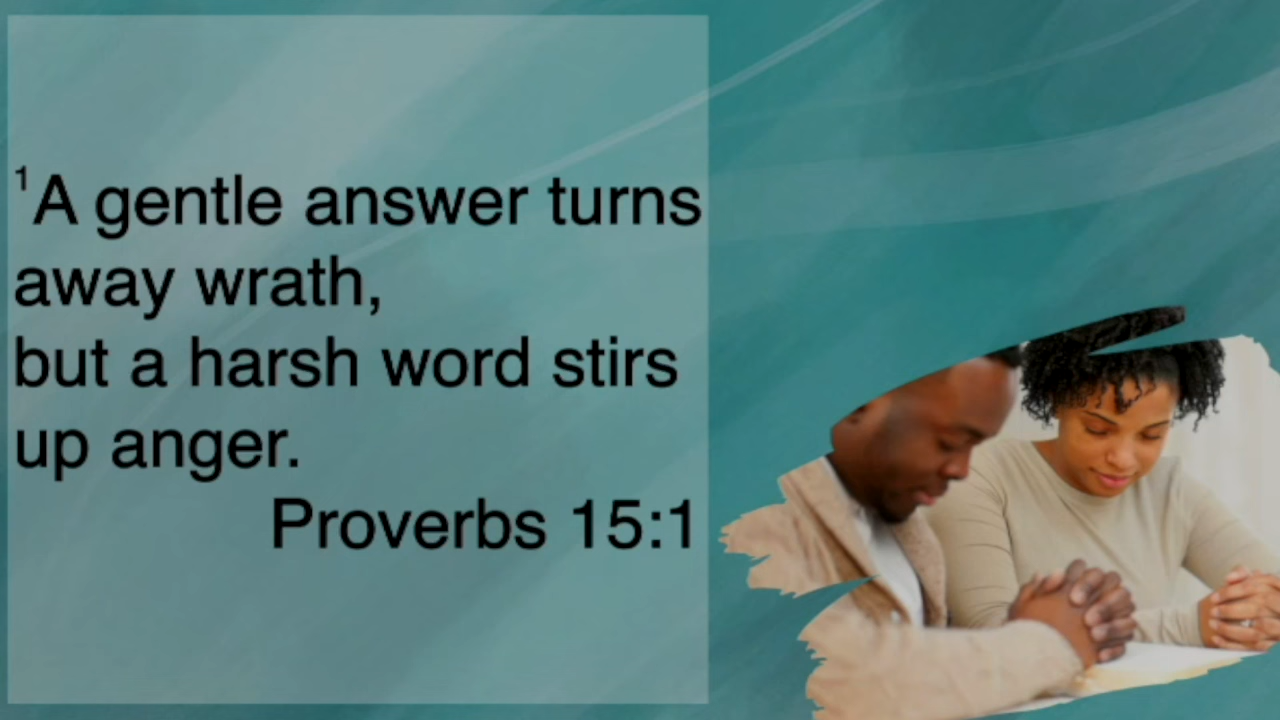 ¹A gentle answer turns
away wrath,
but a harsh word stirs
up anger.
Proverbs 15:1